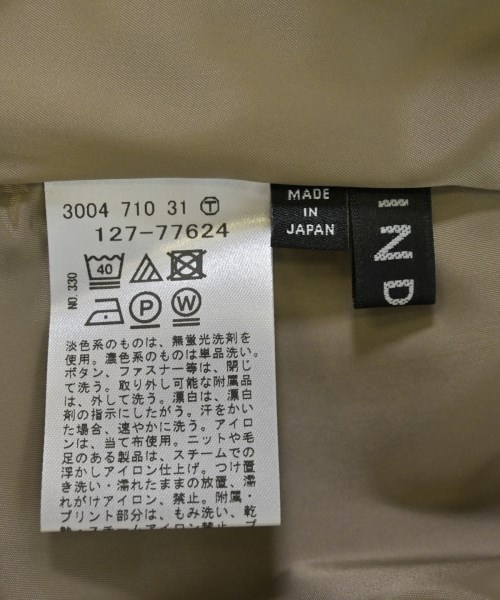 3004 710 31 Ⓣ
127-77624
NO. 330
40
P
W
淡色系のものは、無蛍光洗剤を
使用。濃色系のものは単品洗い。
ボタン、ファスナー等は、閉じ
て洗う。取り外し可能な附属品
は、外して洗う。漂白は、漂白
剤の指示にしたがう。汗をかい
た場合、速やかに洗う。アイロ
ンは、当て布使用。ニットや毛
足のある製品は、スチームでの
浮かしアイロン仕上げ。つけ置
き洗い・濡れたままの放置、濡
れがけアイロン、禁止。附属・
プリント部分は、もみ洗い、乾
MADE
IN
JAPAN
IND